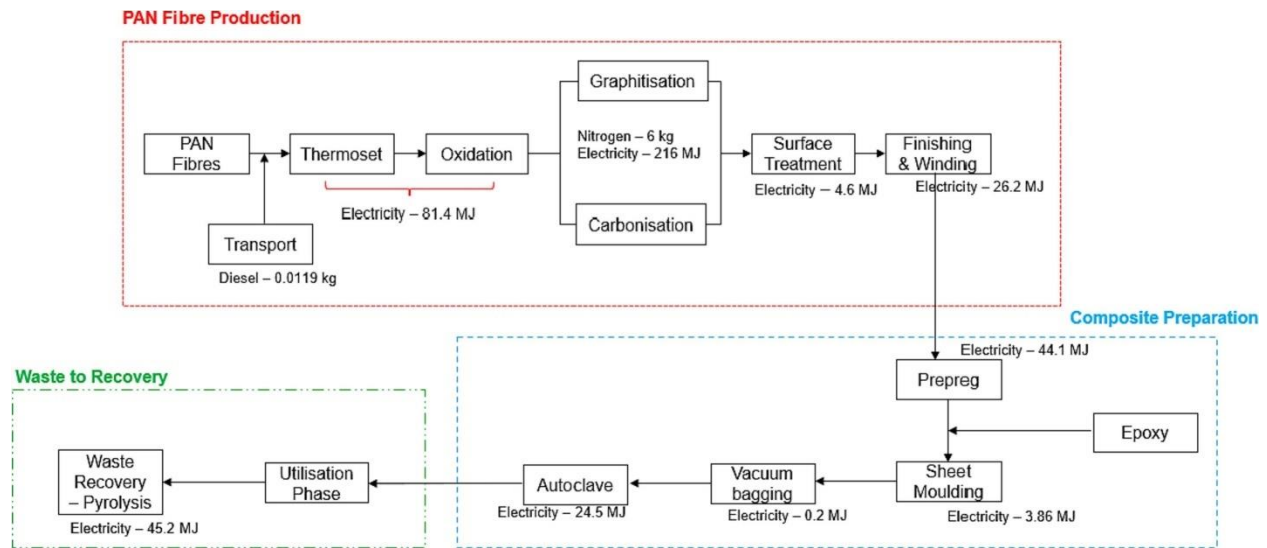 PAN Fibre Production
Graphitisation
PAN
Fibres
Thermoset
Oxidation
Nitrogen – 6 kg
Electricity – 216 MJ
Surface
Treatment
Finishing
& Winding
Electricity – 4.6 MJ
Electricity – 26.2 MJ
Electricity – 81.4 MJ
Transport
Carbonisation
Diesel – 0.0119 kg
Composite Preparation
Electricity – 44.1 MJ
Prepreg
Epoxy
Waste to Recovery
Waste
Recovery
– Pyrolysis
Utilisation
Phase
Autoclave
Vacuum
bagging
Sheet
Moulding
Electricity – 45.2 MJ
Electricity – 24.5 MJ
Electricity – 0.2 MJ
Electricity – 3.86 MJ